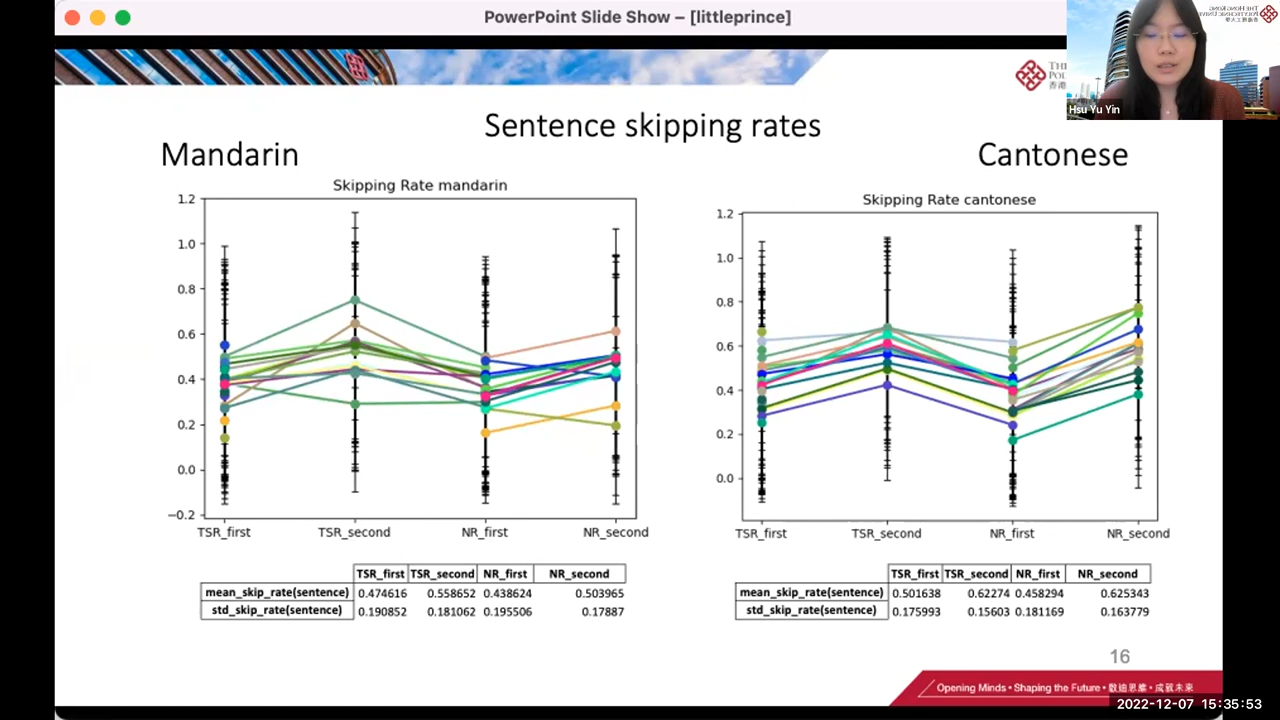 PowerPoint Slide Show – [littleprince]
Hsu Yu Yin
Sentence skipping rates
Mandarin
Cantonese
Skipping Rate mandarin
1.2
1.0
0.8
0.6
0.4
0.2
0.0
−0.2
TSR_first TSR_second NR_first NR_second
Skipping Rate cantonese
1.2
1.0
0.8
0.6
0.4
0.2
0.0
TSR_first TSR_second NR_first NR_second
TSR_first TSR_second NR_first NR_second
mean_skip_rate(sentence) 0.474616 0.558652 0.438624 0.503965
std_skip_rate(sentence) 0.190852 0.181062 0.195506 0.17887
TSR_first TSR_second NR_first NR_second
mean_skip_rate(sentence) 0.501638 0.62274 0.458294 0.625343
std_skip_rate(sentence) 0.175993 0.15603 0.181169 0.163779
16
Opening Minds • Shaping the Future • 啟迪思維 • 成就未來
2022-12-07 15:35:53